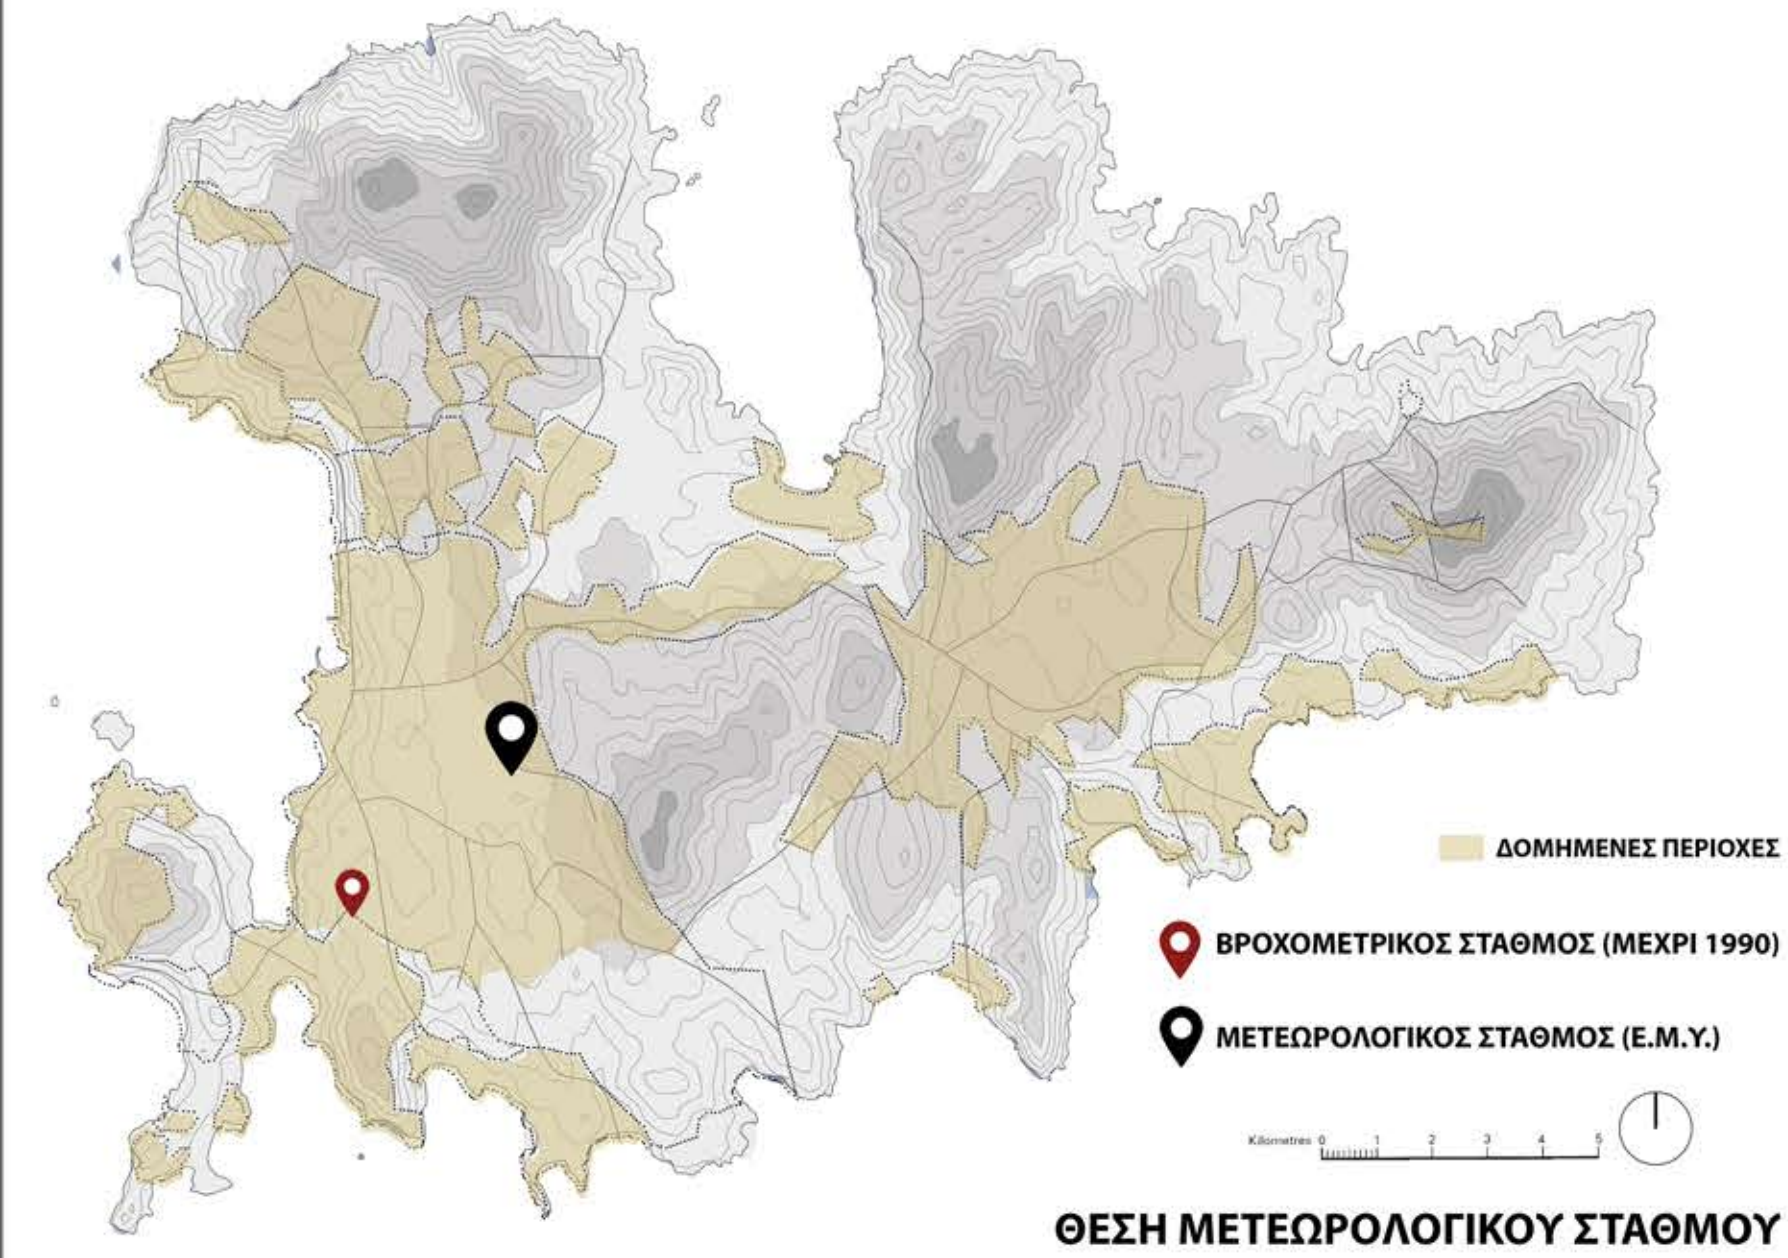 ΔΟΜΗΜΕΝΕΣ ΠΕΡΙΟΧΕΣ
ΒΡΟΧΟΜΕΤΡΙΚΟΣ ΣΤΑΘΜΟΣ (ΜΕΧΡΙ 1990)
ΜΕΤΕΩΡΟΛΟΓΙΚΟΣ ΣΤΑΘΜΟΣ (Ε.Μ.Υ.)
Kilometres 0 1 2 3 4 5
ΘΕΣΗ ΜΕΤΕΩΡΟΛΟΓΙΚΟΥ ΣΤΑΘΜΟΥ